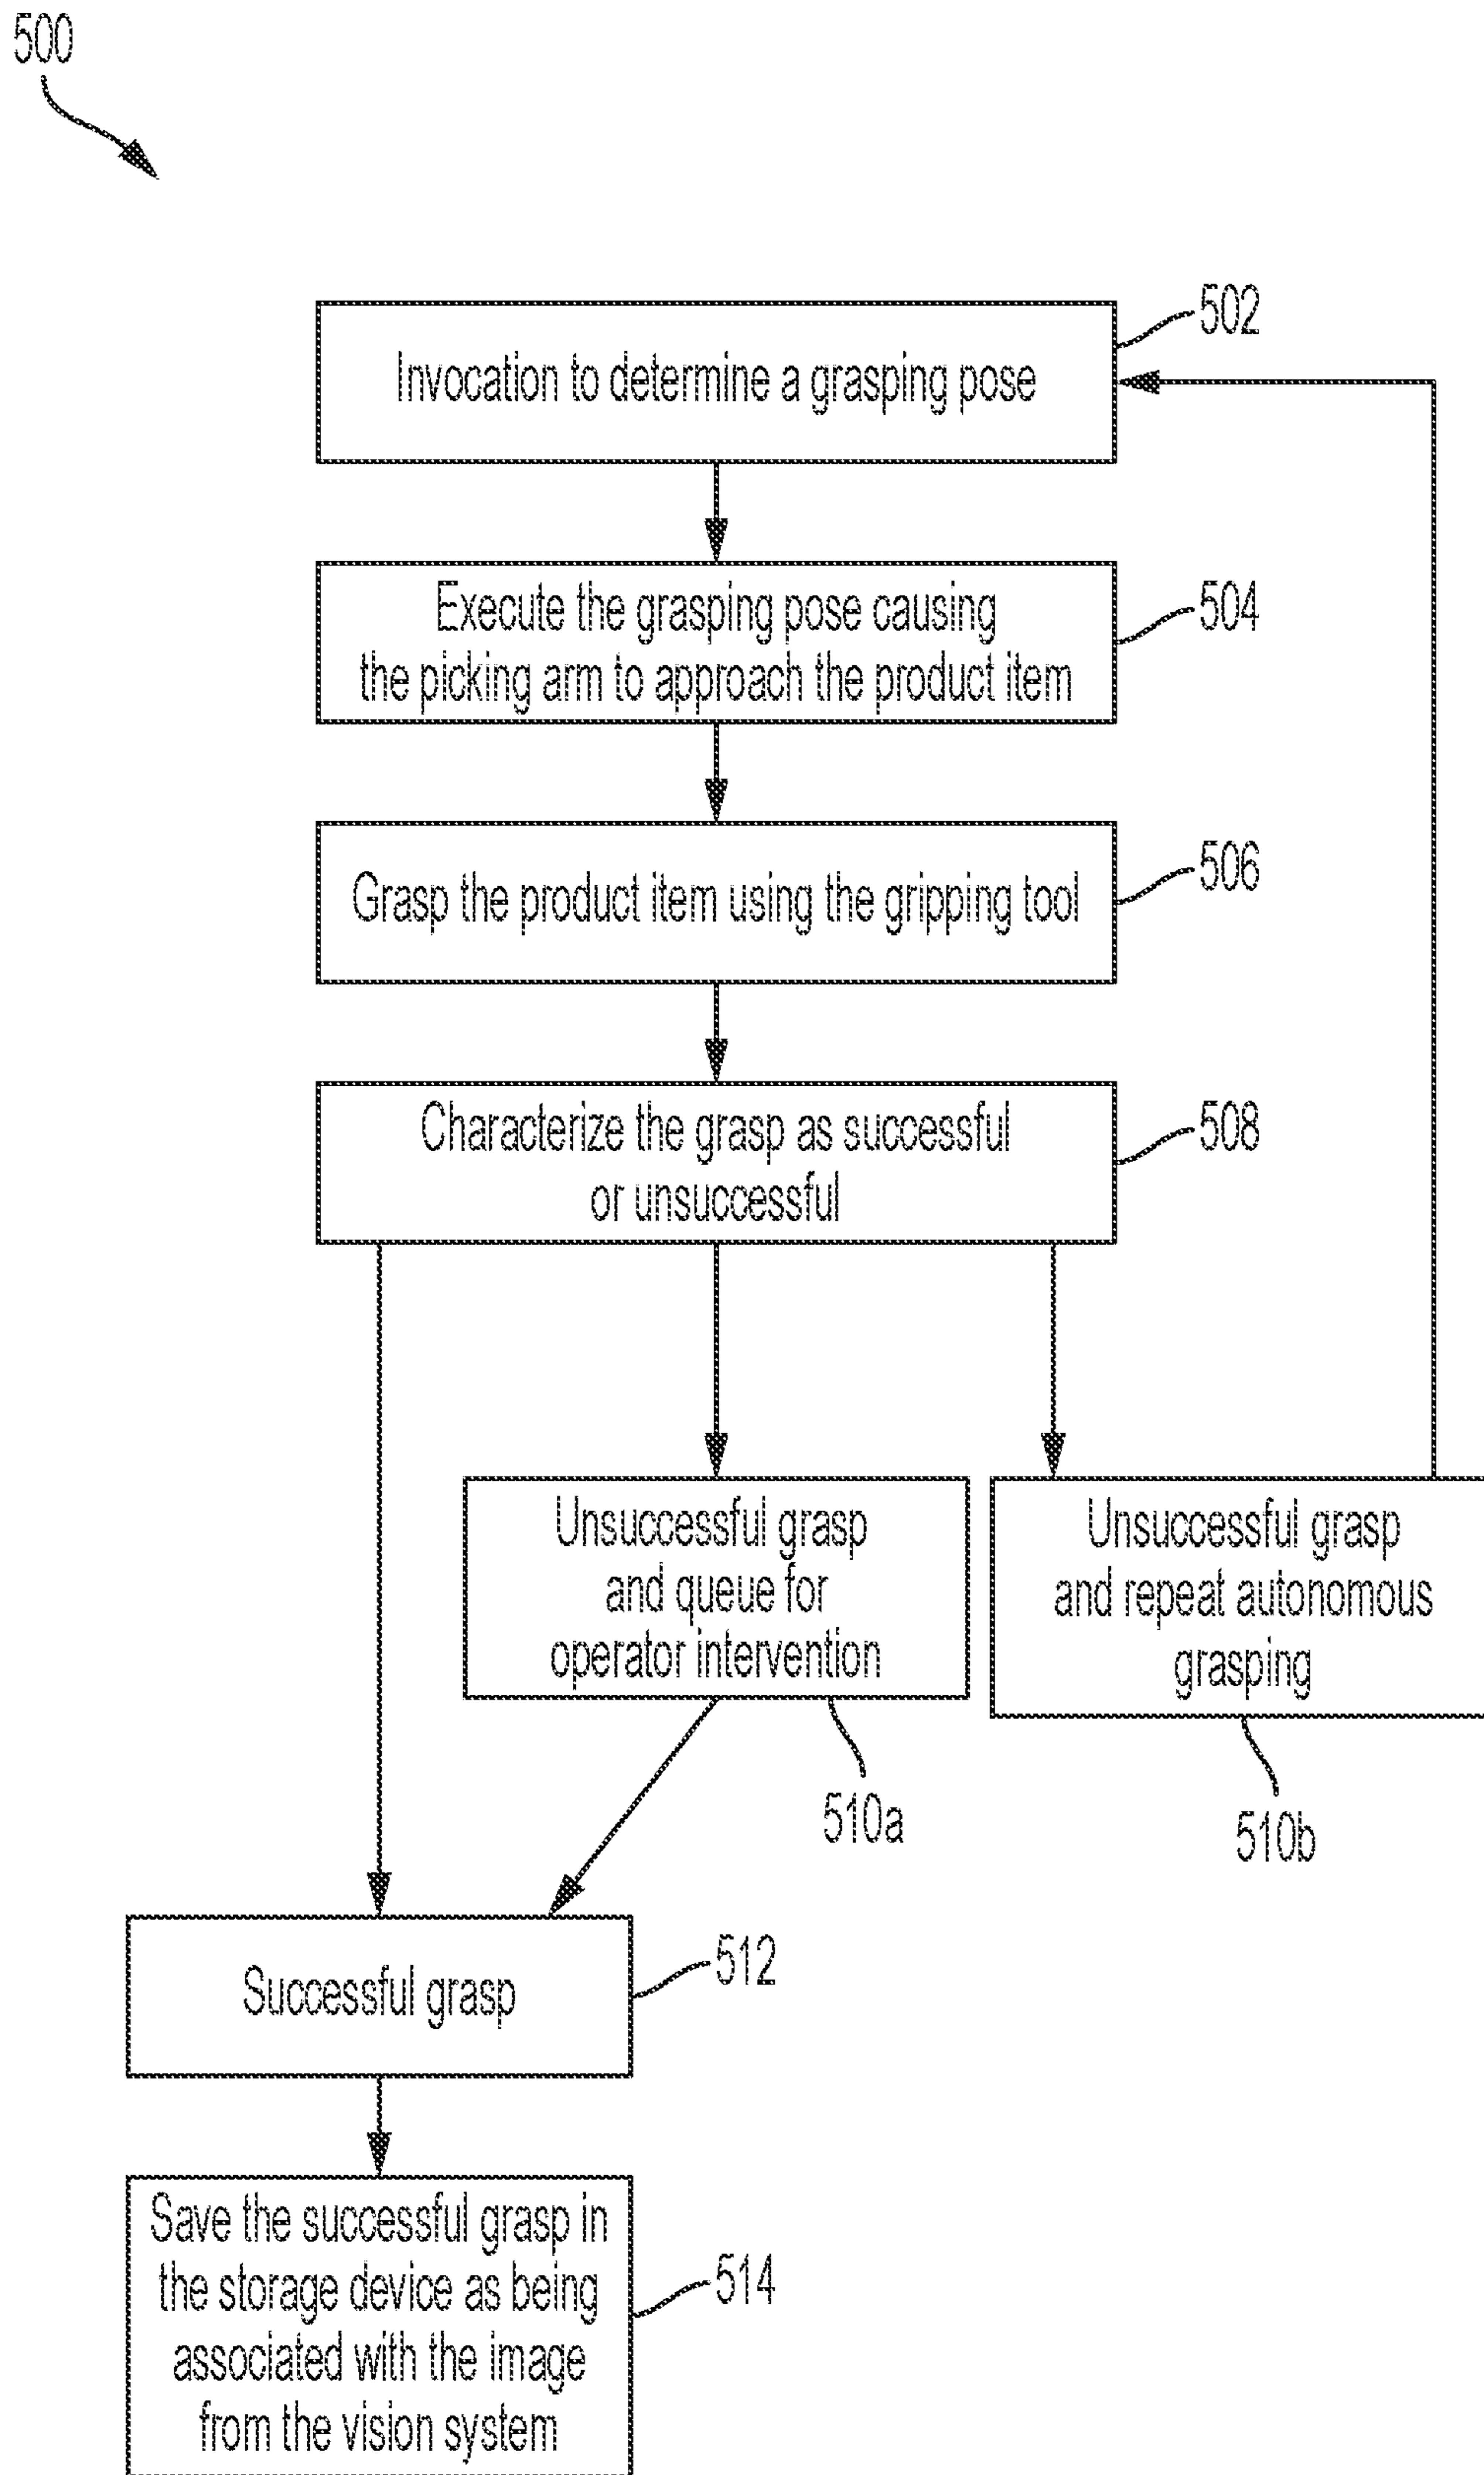 500
Invocation to determine a grasping pose
502
Execute the grasping pose causing
the picking arm to approach the product item
504
Grasp the product item using the gripping tool
506
Characterize the grasp as successful
or unsuccessful
508
Unsuccessful grasp
and queue for
operator intervention
510a
Unsuccessful grasp
and repeat autonomous
grasping
510b
Successful grasp
512
Save the successful grasp in
the storage device as being
associated with the image
from the vision system
514